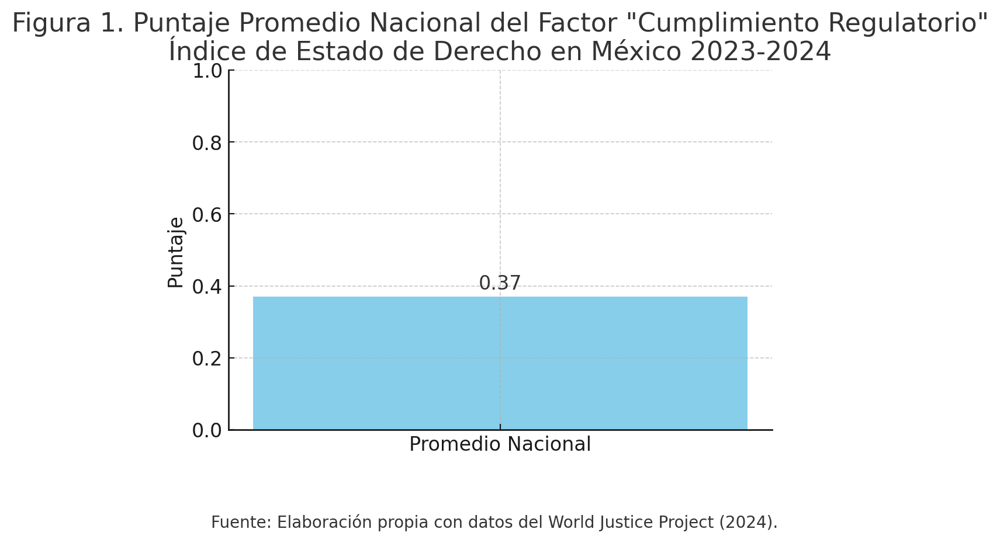 Figura 1. Puntaje Promedio Nacional del Factor "Cumplimiento Regulatorio"
Índice de Estado de Derecho en México 2023-2024
1.0
0.8
0.6
0.4
0.2
0.0
Puntaje
0.37
Promedio Nacional
Fuente: Elaboración propia con datos del World Justice Project (2024).